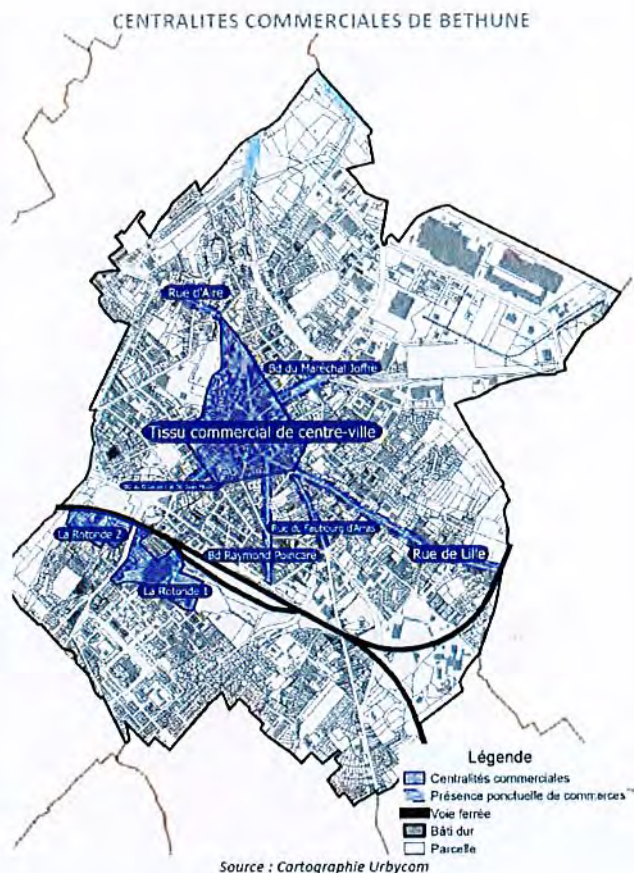 CENTRALITES COMMERCIALES DE BETHUNE
Rue d'Aire
Bd du Maréchal Joffre
Tissu commercial de centre-ville
La Rotonde 2
Rue du Faubourg d'Arras
Bd Raymond Poincaré
Rue de Lille
La Rotonde 1
Légende
Centralités commerciales
Présence ponctuelle de commerces
Voie ferrée
Bâti dur
Parcelle
Source : Cartographie Urbycom